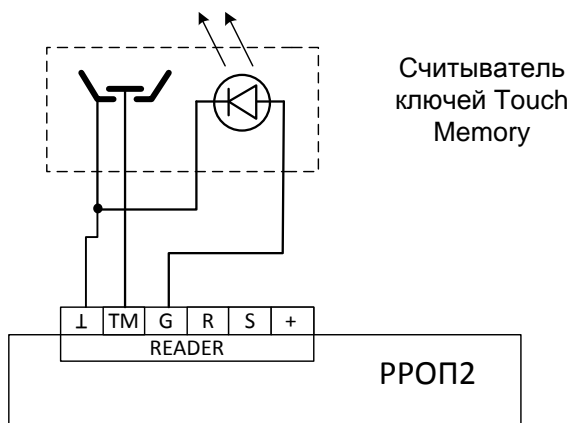 Считыватель
ключей Touch
Memory
⊥ TM G R S +
READER
РРОП2